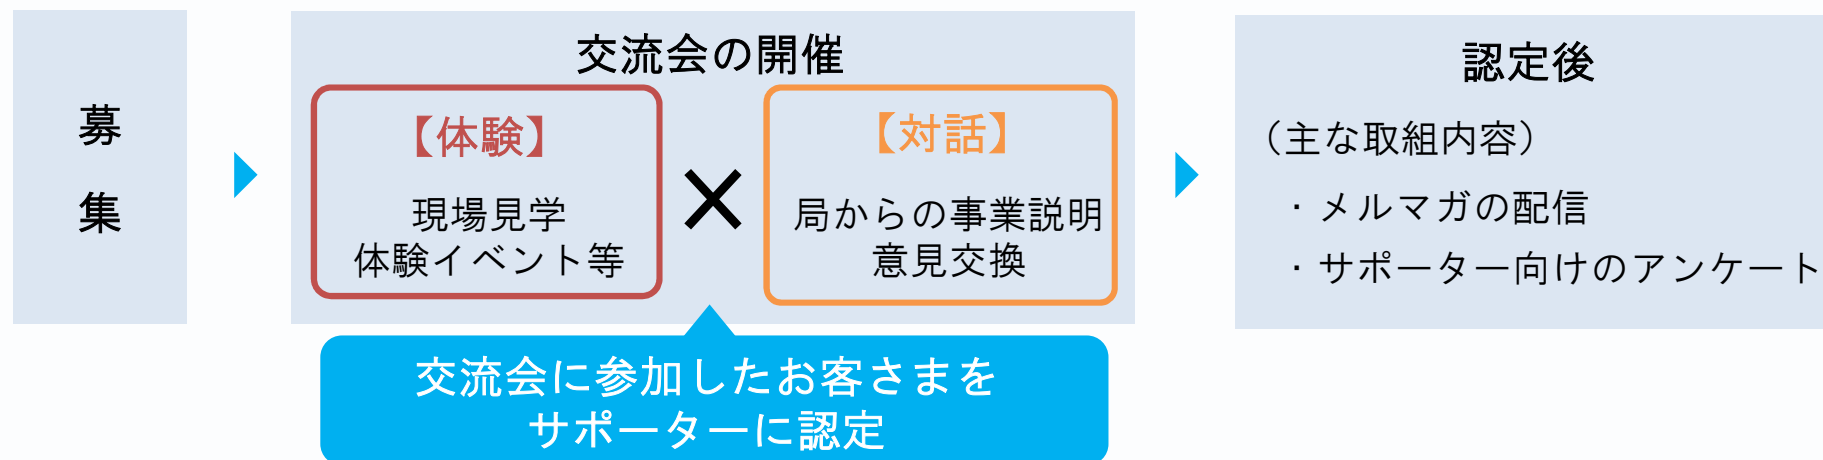 募
集
交流会の開催
【体験】
現場見学
体験イベント等
×
【対話】
局からの事業説明
意見交換
交流会に参加したお客さまを
サポーターに認定
認定後
（主な取組内容）
・メルマガの配信
・サポーター向けのアンケート